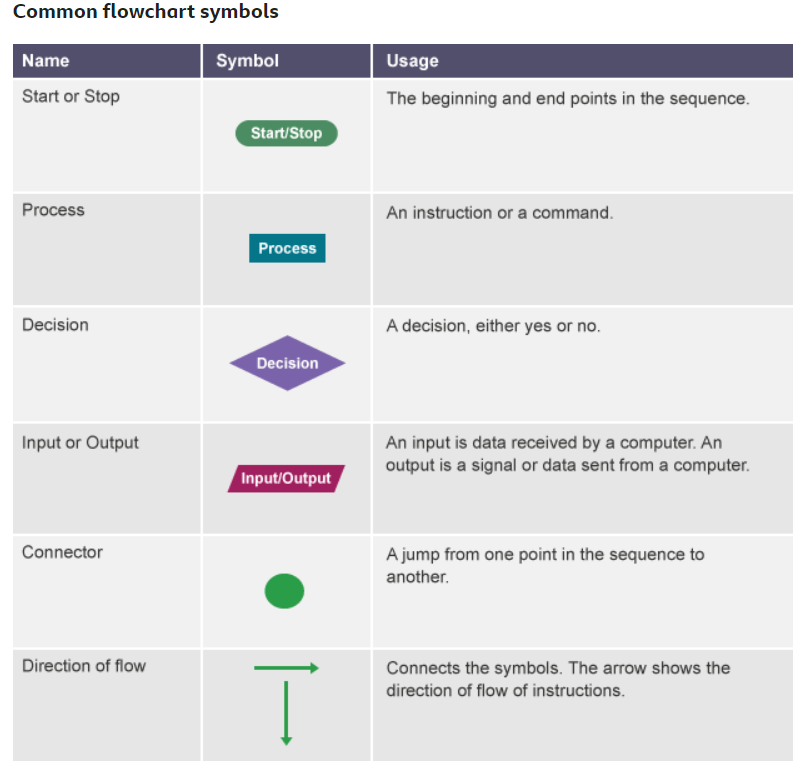 Common flowchart symbols
Name Symbol Usage
Start or Stop
Start/Stop
The beginning and end points in the sequence.
Process
Process
An instruction or a command.
Decision
Decision
A decision, either yes or no.
Input or Output
Input/Output
An input is data received by a computer. An
output is a signal or data sent from a computer.
Connector
A jump from one point in the sequence to
another.
Direction of flow
Connects the symbols. The arrow shows the
direction of flow of instructions.